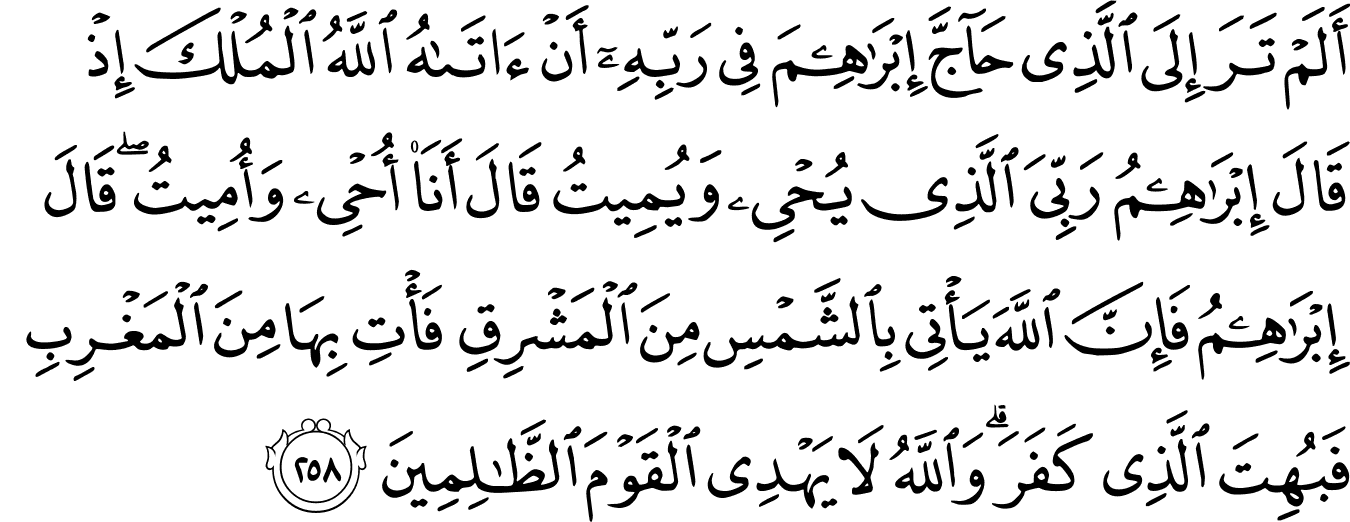 أَلَمْ تَرَ إِلَى ٱلَّذِى حَآجَّ إِبْرَٰهِـۧمَ فِى رَبِّهِۦٓ أَنْ ءَاتَىٰهُ ٱللَّهُ ٱلْمُلْكَ إِذْ
قَالَ إِبْرَٰهِـۧمُ رَبِّىَ ٱلَّذِى يُحْىِۦ وَيُمِيتُ قَالَ أَنَا۠ أُحْىِۦ وَأُمِيتُ ۖ قَالَ
إِبْرَٰهِـۧمُ فَإِنَّ ٱللَّهَ يَأْتِى بِٱلشَّمْسِ مِنَ ٱلْمَشْرِقِ فَأْتِ بِهَا مِنَ ٱلْمَغْرِبِ
فَبُهِتَ ٱلَّذِى كَفَرَ ۗ وَٱللَّهُ لَا يَهْدِى ٱلْقَوْمَ ٱلظَّٰلِمِينَ ٢٥٨